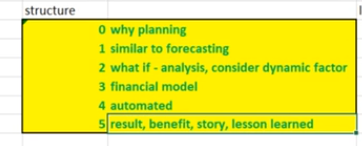 structure
0 why planning
1 similar to forecasting
2 what if - analysis, consider dynamic factor
3 financial model
4 automated
5 result, benefit, story, lesson learned